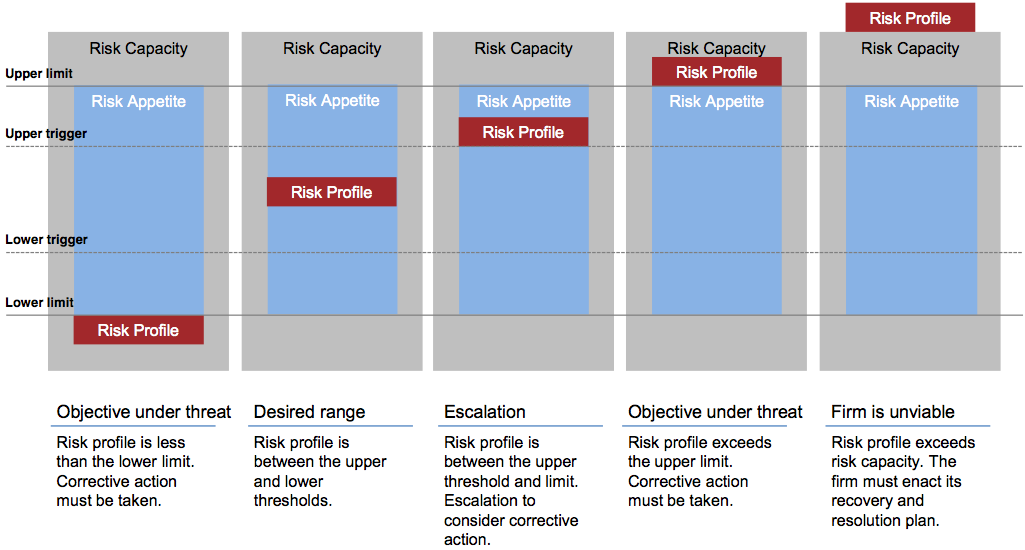 Risk Profile
Risk Capacity
Risk Capacity
Risk Capacity
Risk Capacity
Risk Capacity
Upper limit
Risk Profile
Risk Appetite
Risk Appetite
Risk Appetite
Risk Appetite
Risk Appetite
Upper trigger
Risk Profile
Risk Profile
Lower trigger
Lower limit
Risk Profile
Objective under threat
Risk profile is less
than the lower limit.
Corrective action
must be taken.
Desired range
Risk profile is
between the upper
and lower
thresholds.
Escalation
Risk profile is
between the upper
threshold and limit.
Escalation to
consider corrective
action.
Objective under threat
Risk profile exceeds
the upper limit.
Corrective action
must be taken.
Firm is unviable
Risk profile exceeds
risk capacity. The
firm must enact its
recovery and
resolution plan.